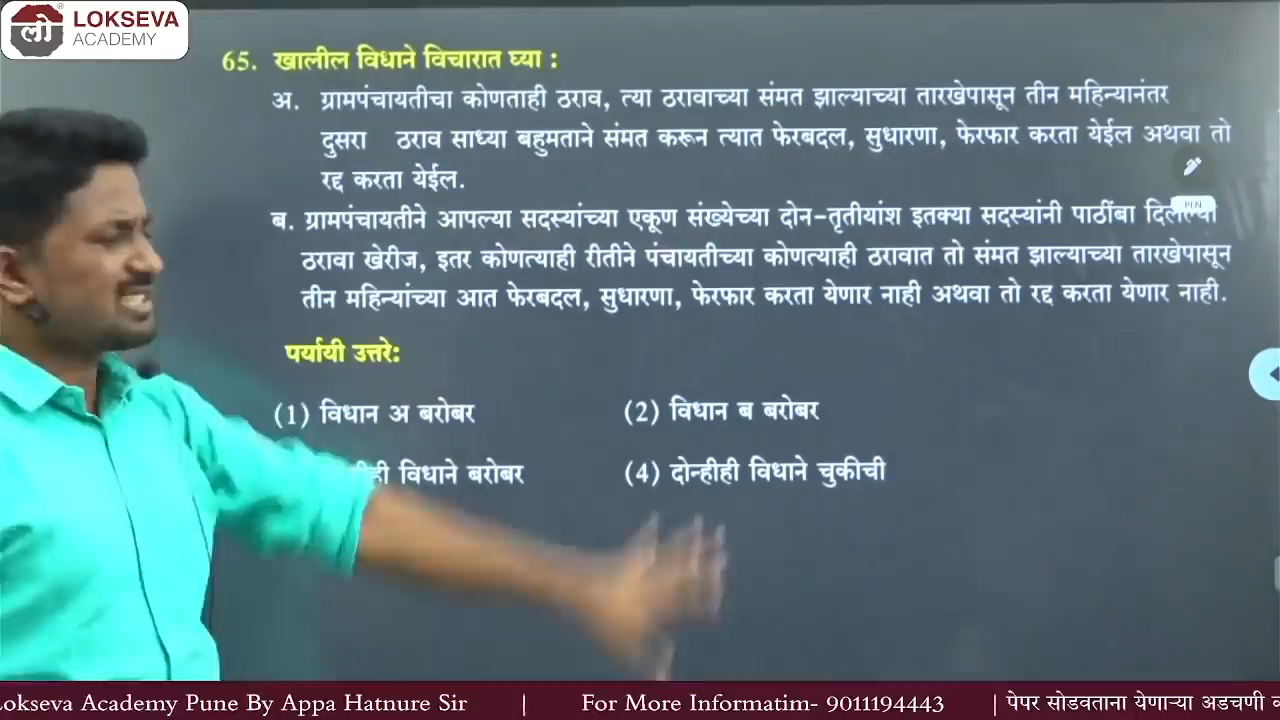 लो
LOKSEVA
ACADEMY
65. खालील विधाने विचारात घ्या :
अ. ग्रामपंचायतीचा कोणताही ठराव, त्या ठरावाच्या संमत झाल्याच्या तारखेपासून तीन महिन्यानंतर
दुसरा ठराव साध्या बहुमताने संमत करून त्यात फेरबदल, सुधारणा, फेरफार करता येईल अथवा तो
रद्द करता येईल.
ब. ग्रामपंचायतीने आपल्या सदस्यांच्या एकूण संख्येच्या दोन-तृतीयांश इतक्या सदस्यांनी पाठींबा
ठरावा खेरीज, इतर कोणत्याही रीतीने पंचायतीच्या कोणत्याही ठरावात तो संमत झाल्याच्या तारखेपासून
तीन महिन्यांच्या आत फेरबदल, सुधारणा, फेरफार करता येणार नाही अथवा तो रद्द करता येणार नाही.
PEN
पर्यायी उत्तरे:
(1) विधान अ बरोबर (2) विधान ब बरोबर
विधाने बरोबर (4) दोन्हीही विधाने चुकीची
Lokseva Academy Pune By Appa Hatnure Sir | For More Informatim- 9011194443 | पेपर सोडवताना येणाऱ्या अडचणी